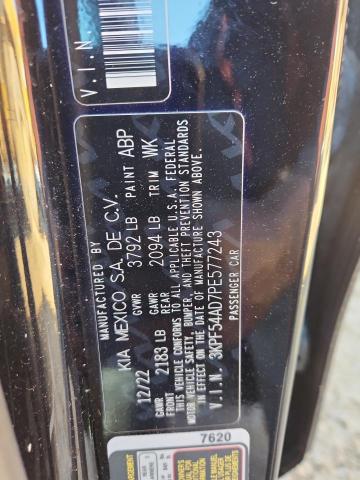 V.I.N.
MANUFACTURED BY
KIA MEXICO S.A. DE C.V.
12/22 GVWR 3792 LB PAINT ABP
GAWR FRONT 2183 LB GAWR REAR 2094 LB TRIM WK
THIS VEHICLE CONFORMS TO ALL APPLICABLE U.S.A. FEDERAL
MOTOR VEHICLE SAFETY, BUMPER, AND THEFT PREVENTION STANDARDS
IN EFFECT ON THE DATE OF MANUFACTURE SHOWN ABOVE.
V.I.N. 3KPF54AD7PE577243
PASSENGER CAR
7620